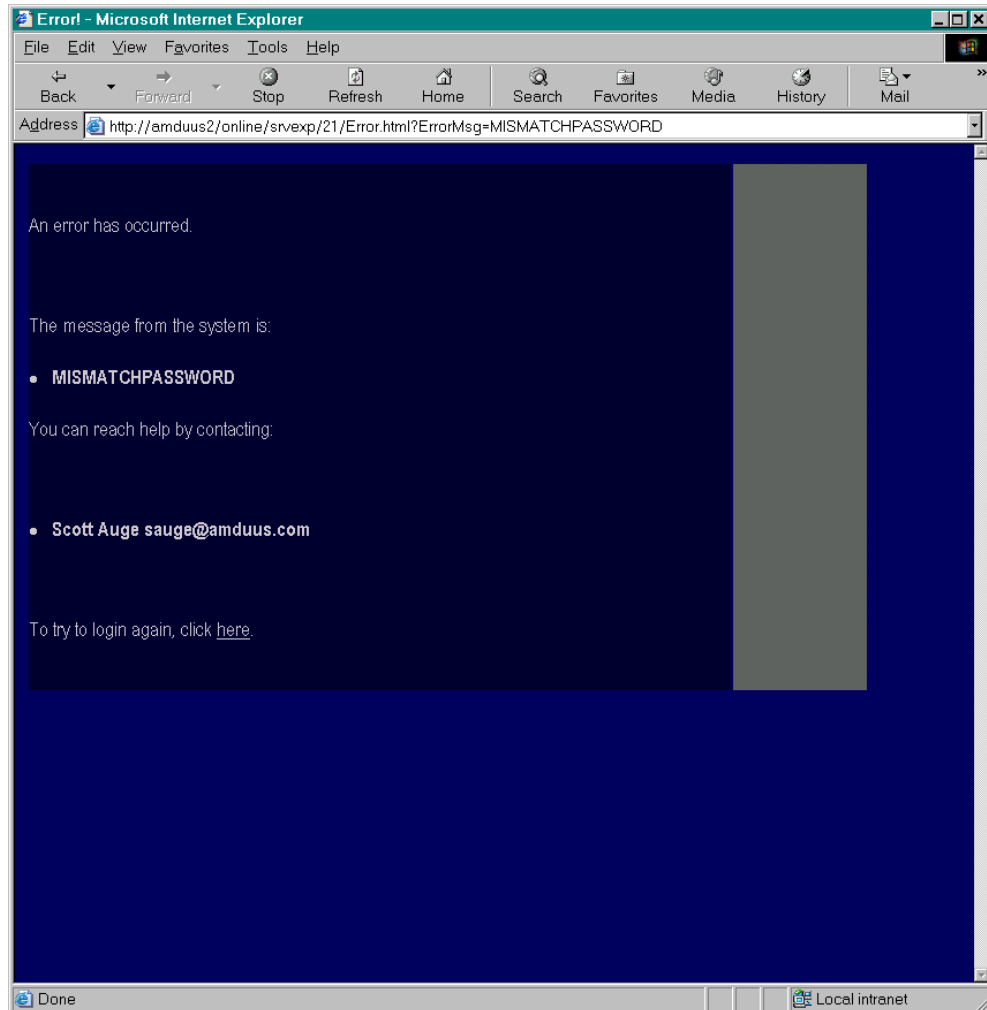 Error! - Microsoft Internet Explorer
File Edit View Favorites Tools Help
Back Forward Stop Refresh Home Search Favorites Media History Mail »
Address http://amduus2/online/srvexp/21/Error.html?ErrorMsg=MISMATCHPASSWORD
An error has occurred.
The message from the system is:
• MISMATCHPASSWORD
You can reach help by contacting:
• Scott Auge sauge@amduus.com
To try to login again, click here.
Done Local intranet